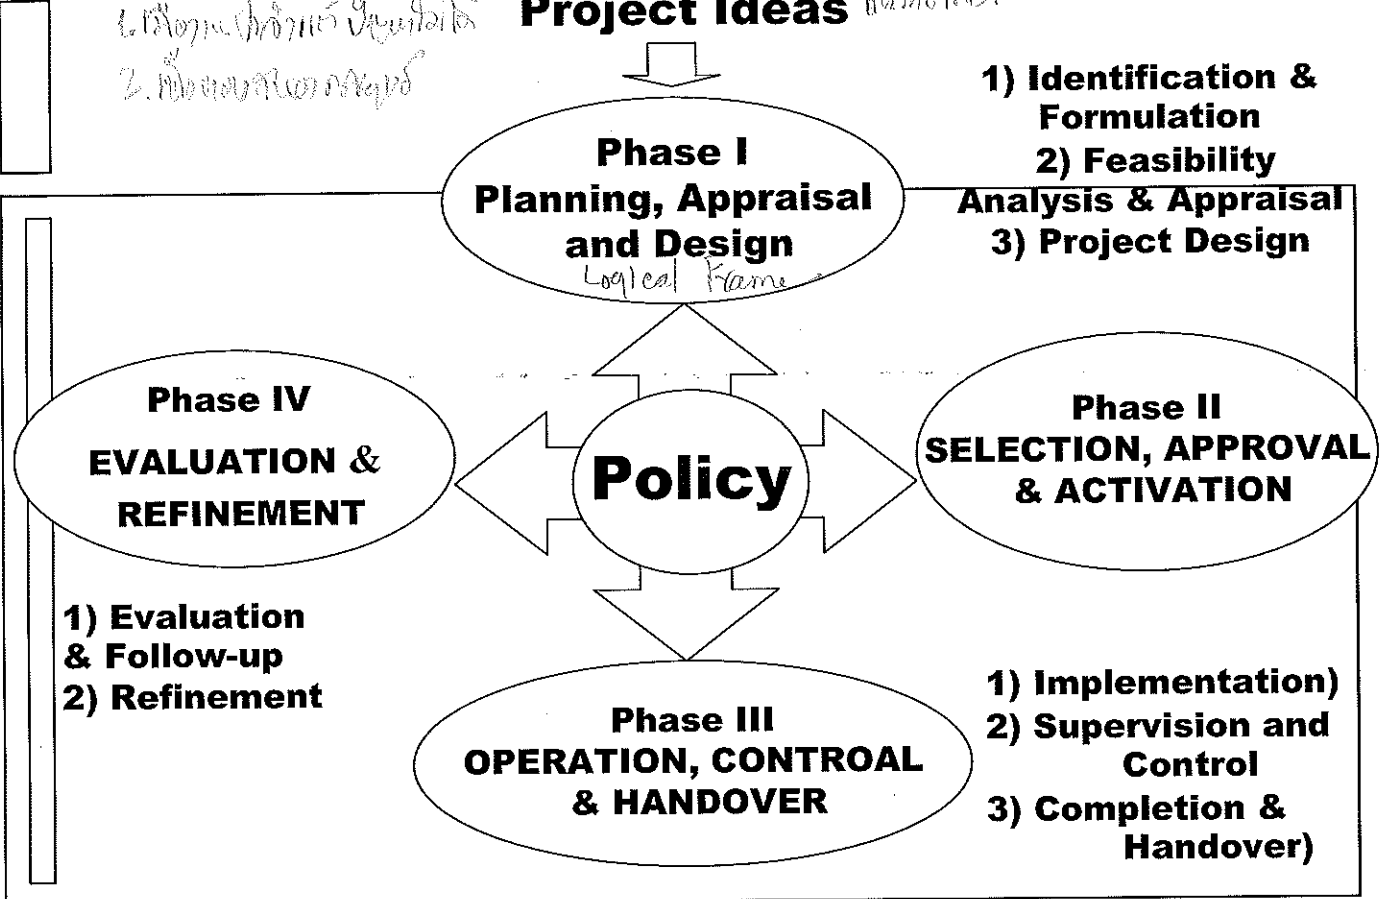 Project Ideas
1) Identification &
Formulation
2) Feasibility
Analysis & Appraisal
3) Project Design
Phase I
Planning, Appraisal
and Design
Logical Frame
Phase IV
EVALUATION &
REFINEMENT
Policy
Phase II
SELECTION, APPROVAL
& ACTIVATION
1) Evaluation
& Follow-up
2) Refinement
Phase III
OPERATION, CONTROAL
& HANDOVER
1) Implementation)
2) Supervision and
Control
3) Completion &
Handover)